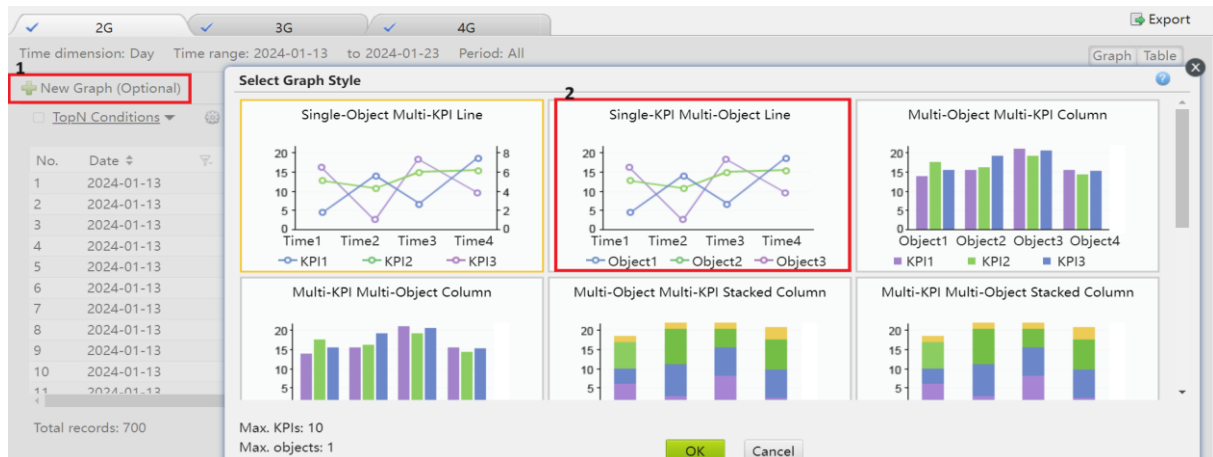 2G 3G 4G Export
Time dimension: Day Time range: 2024-01-13 to 2024-01-23 Period: All
Graph Table
1
New Graph (Optional)
TopN Conditions
No. Date
1 2024-01-13
2 2024-01-13
3 2024-01-13
4 2024-01-13
5 2024-01-13
6 2024-01-13
7 2024-01-13
8 2024-01-13
9 2024-01-13
10 2024-01-13
11 2024-01-13
Total records: 700
Select Graph Style
2
Single-Object Multi-KPI Line
20 8
15 6
10 4
5 2
0 0
Time1 Time2 Time3 Time4
KPI1 KPI2 KPI3
Single-KPI Multi-Object Line
20
15
10
5
0
Time1 Time2 Time3 Time4
Object1 Object2 Object3
Multi-Object Multi-KPI Column
20
15
10
5
0
Object1 Object2 Object3 Object4
KPI1 KPI2 KPI3
Multi-KPI Multi-Object Column
20
15
10
5
Multi-Object Multi-KPI Stacked Column
20
15
10
5
Multi-KPI Multi-Object Stacked Column
20
15
10
5
Max. KPIs: 10
Max. objects: 1
OK Cancel